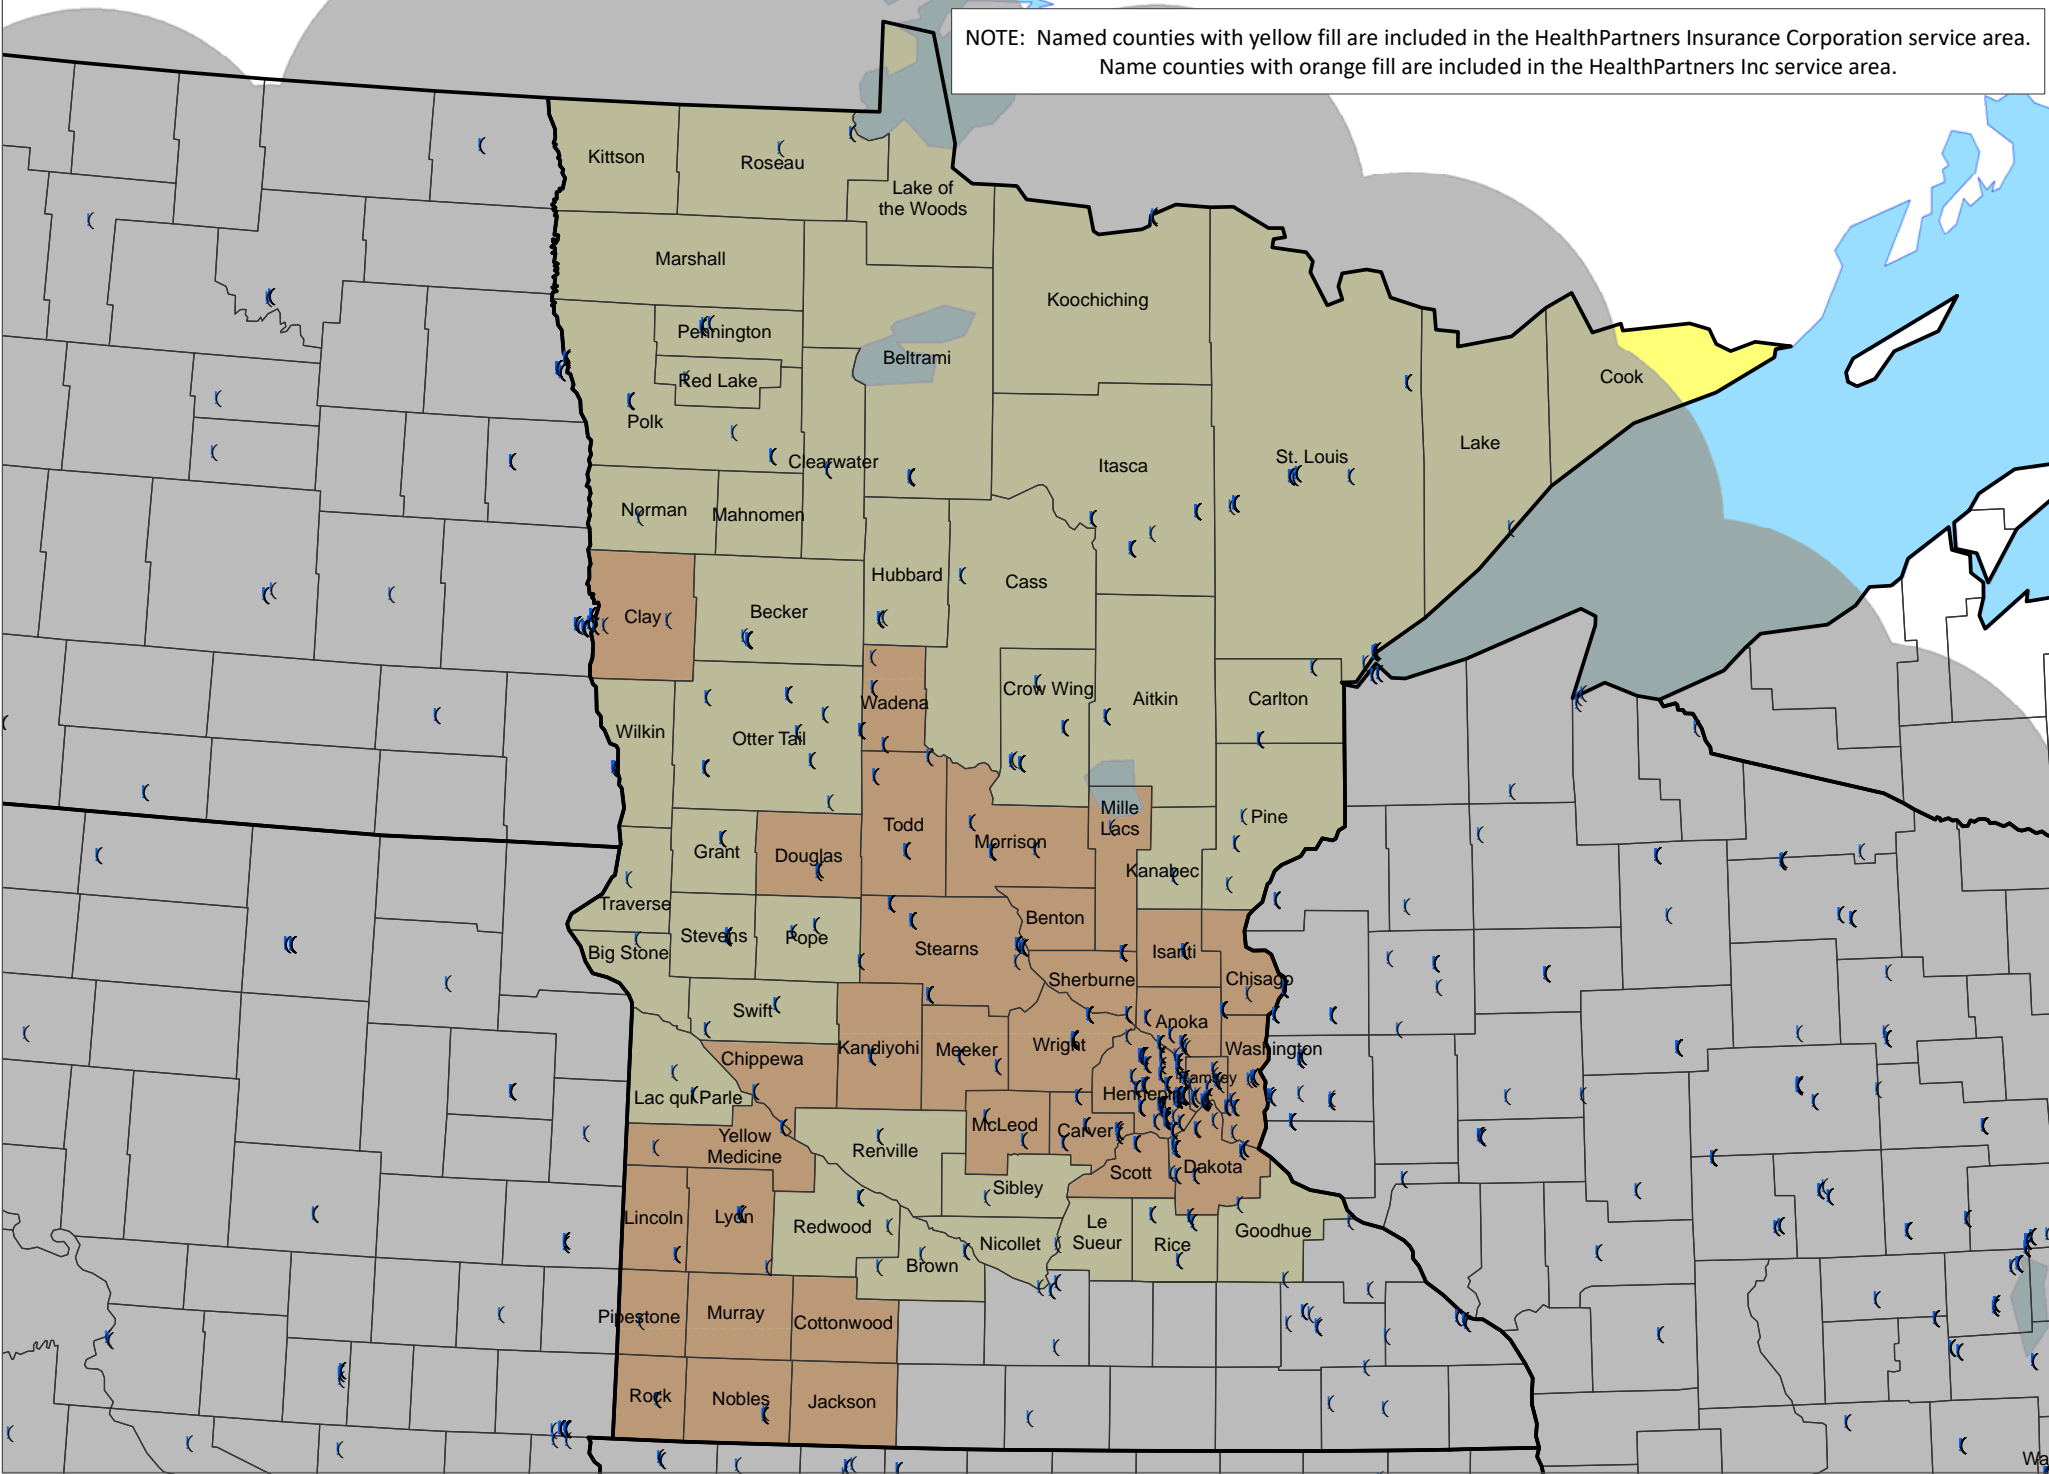 NOTE: Named counties with yellow fill are included in the HealthPartners Insurance Corporation service area.
Name counties with orange fill are included in the HealthPartners Inc service area.
Kittson
Roseau
Lake of
the Woods
Marshall
Koochiching
Pennington
Beltrami
Red Lake
Cook
Polk
Lake
Clearwater
Itasca
St. Louis
Norman
Mahnomen
Hubbard
Cass
Clay
Becker
Wadena
Crow Wing
Aitkin
Carlton
Wilkin
Otter Tail
Mille
Lacs
Pine
Todd
Morrison
Grant
Douglas
Kanabec
Traverse
Benton
Stevens
Pope
Stearns
Isanti
Big Stone
Sherburne
Chisago
Swift
Anoka
Kandiyohi
Meeker
Wright
Washington
Chippewa
Ramsey
Hennepin
Lac qui Parle
McLeod
Carver
Yellow
Medicine
Renville
Scott
Dakota
Sibley
Lincoln
Lyon
Redwood
Le
Sueur
Nicollet
Rice
Goodhue
Brown
Pipestone
Murray
Cottonwood
Rock
Nobles
Jackson
Wa